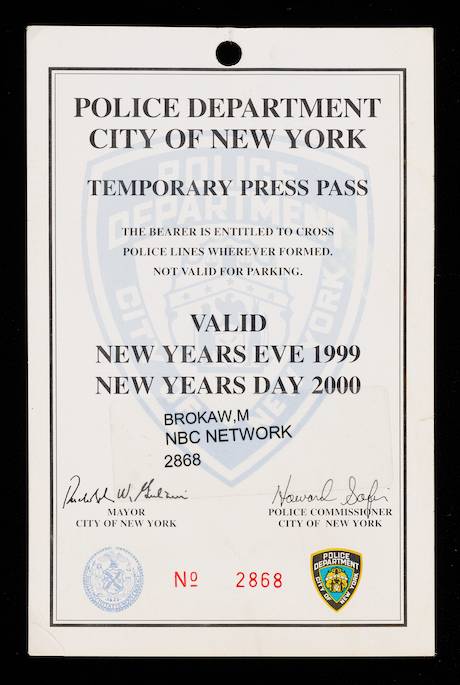 POLICE DEPARTMENT
CITY OF NEW YORK
TEMPORARY PRESS PASS
THE BEARER IS ENTITLED TO CROSS
POLICE LINES WHEREVER FORMED.
NOT VALID FOR PARKING.
VALID
NEW YEARS EVE 1999
NEW YEARS DAY 2000
BROKAW,M
NBC NETWORK
2868
Rudolph W. Giuliani
Howard Safir
MAYOR
CITY OF NEW YORK
POLICE COMMISSIONER
CITY OF NEW YORK
Nº 2868
POLICE
DEPARTMENT
CITY OF
NEW YORK